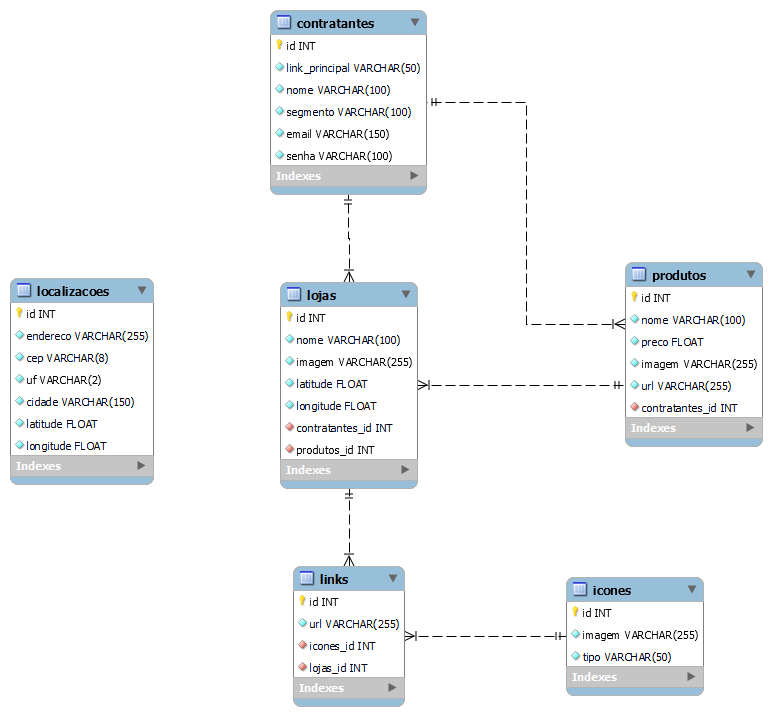 contratantes
id INT
link_principal VARCHAR(50)
nome VARCHAR(100)
segmento VARCHAR(100)
email VARCHAR(150)
senha VARCHAR(100)
Indexes
localizacoes
id INT
endereco VARCHAR(255)
cep VARCHAR(8)
uf VARCHAR(2)
cidade VARCHAR(150)
latitude FLOAT
longitude FLOAT
Indexes
lojas
id INT
nome VARCHAR(100)
imagem VARCHAR(255)
latitude FLOAT
longitude FLOAT
contratantes_id INT
produtos_id INT
Indexes
produtos
id INT
nome VARCHAR(100)
preco FLOAT
imagem VARCHAR(255)
url VARCHAR(255)
contratantes_id INT
Indexes
links
id INT
url VARCHAR(255)
icones_id INT
lojas_id INT
Indexes
icones
id INT
imagem VARCHAR(255)
tipo VARCHAR(50)
Indexes